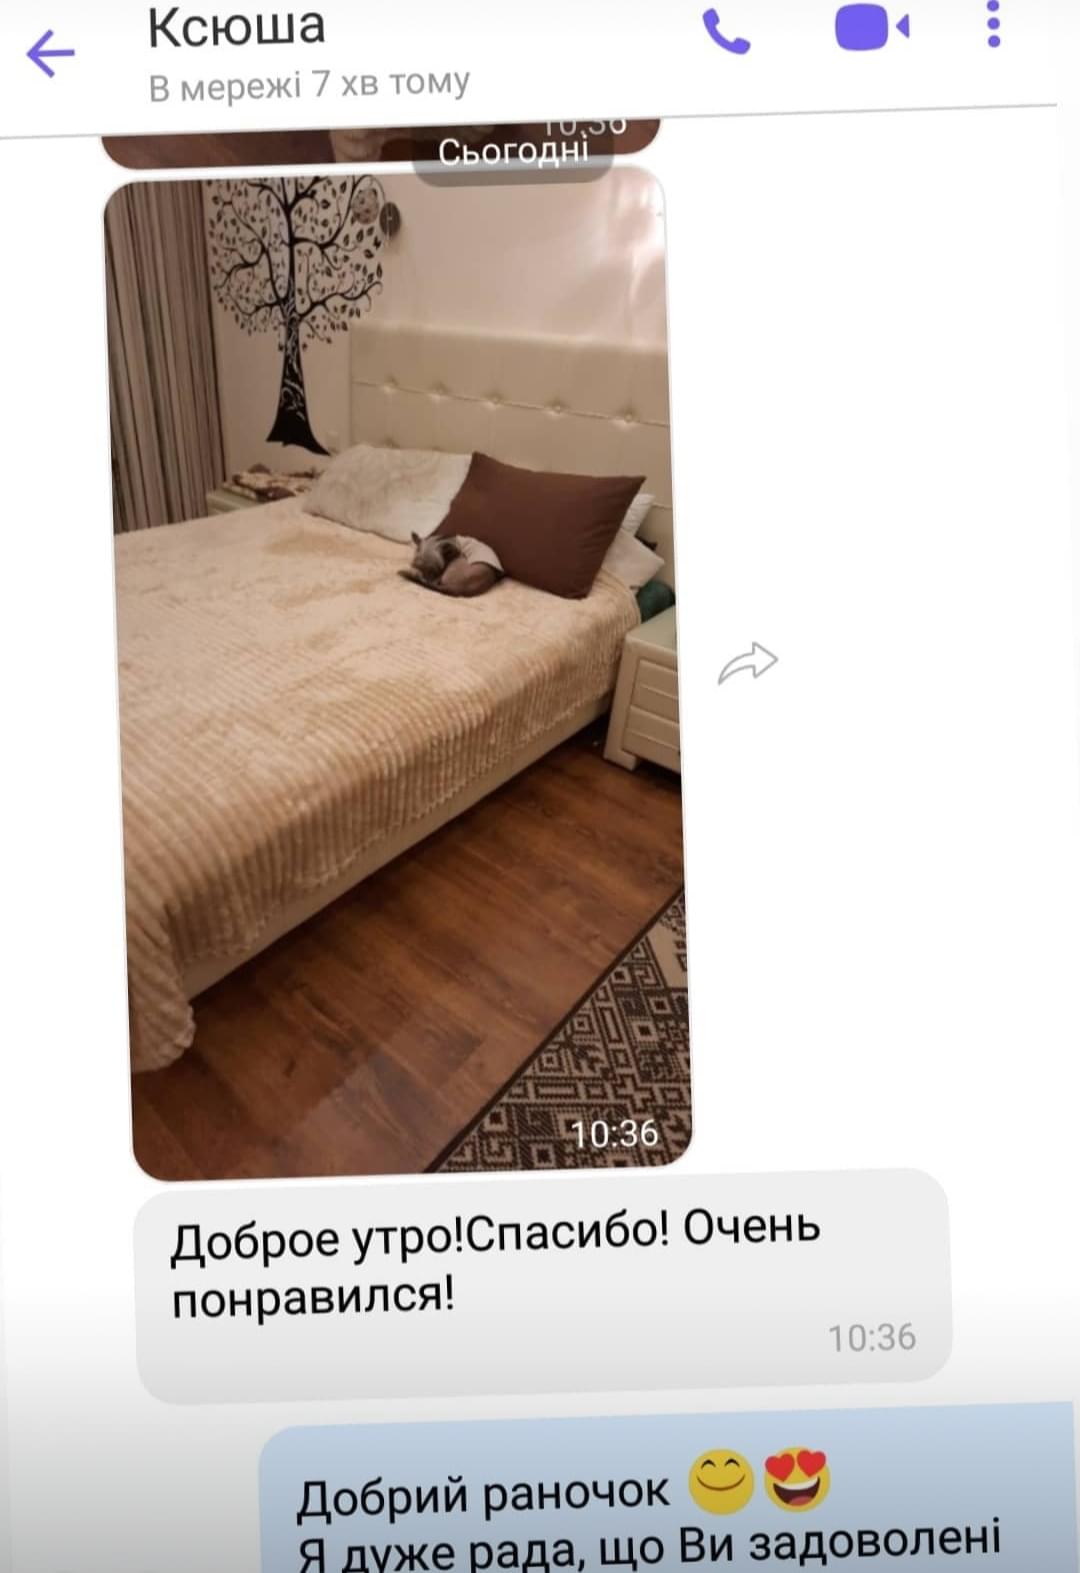 Ксюша
В мережі 7 хв тому
Сьогодні
10:36
Доброе утро!Спасибо! Очень
понравился!
10:36
Добрий раночок
Я дуже рада, що Ви задоволені